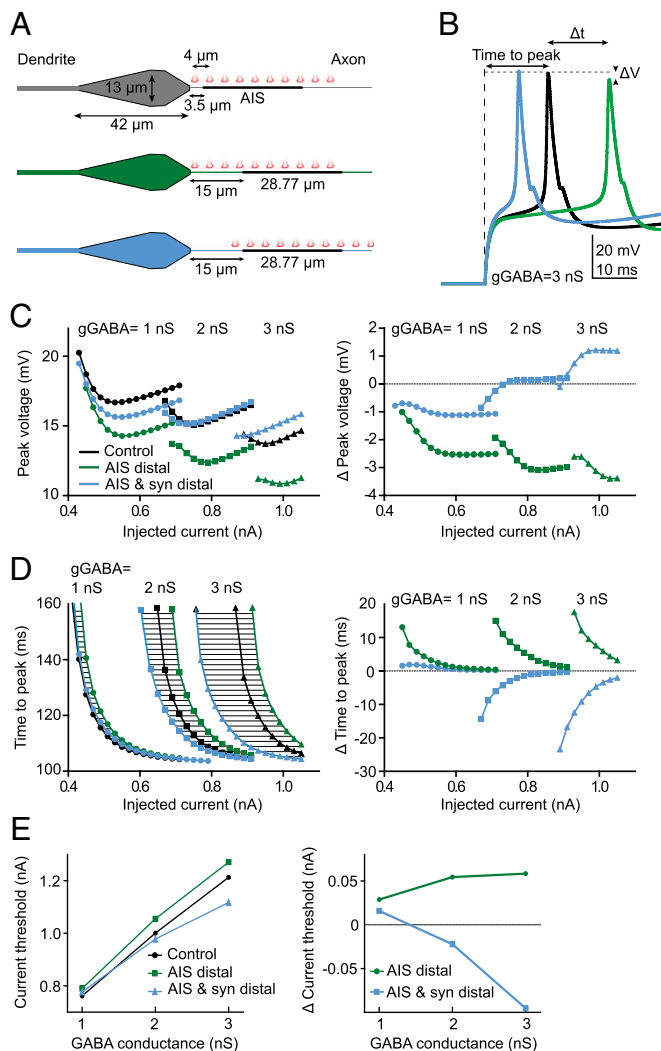 A
Dendrite
4 µm
Axon
13 µm
AIS
3.5 µm
42 µm
15 µm
28.77 µm
15 µm
28.77 µm
B
Δt
Time to peak
ΔV
20 mV
10 ms
gGABA=3 nS
C
gGABA= 1 nS 2 nS 3 nS
20
15
10
Peak voltage (mV)
Control
AIS distal
AIS & syn distal
0.4 0.6 0.8 1.0
Injected current (nA)
gGABA= 1 nS 2 nS 3 nS
2
1
0
-1
-2
-3
-4
Δ Peak voltage (mV)
0.4 0.6 0.8 1.0
Injected current (nA)
D
gGABA=
1 nS 2 nS 3 nS
160
140
120
100
Time to peak (ms)
0.4 0.6 0.8 1.0
Injected current (nA)
gGABA= 1 nS 2 nS 3 nS
20
10
0
-10
-20
-30
Δ Time to peak (ms)
0.4 0.6 0.8 1.0
Injected current (nA)
E
1.2
1.0
0.8
Current threshold (nA)
Control
AIS distal
AIS & syn distal
1 2 3
GABA conductance (nS)
0.05
0
-0.05
Δ Current threshold (nA)
AIS distal
AIS & syn distal
1 2 3
GABA conductance (nS)